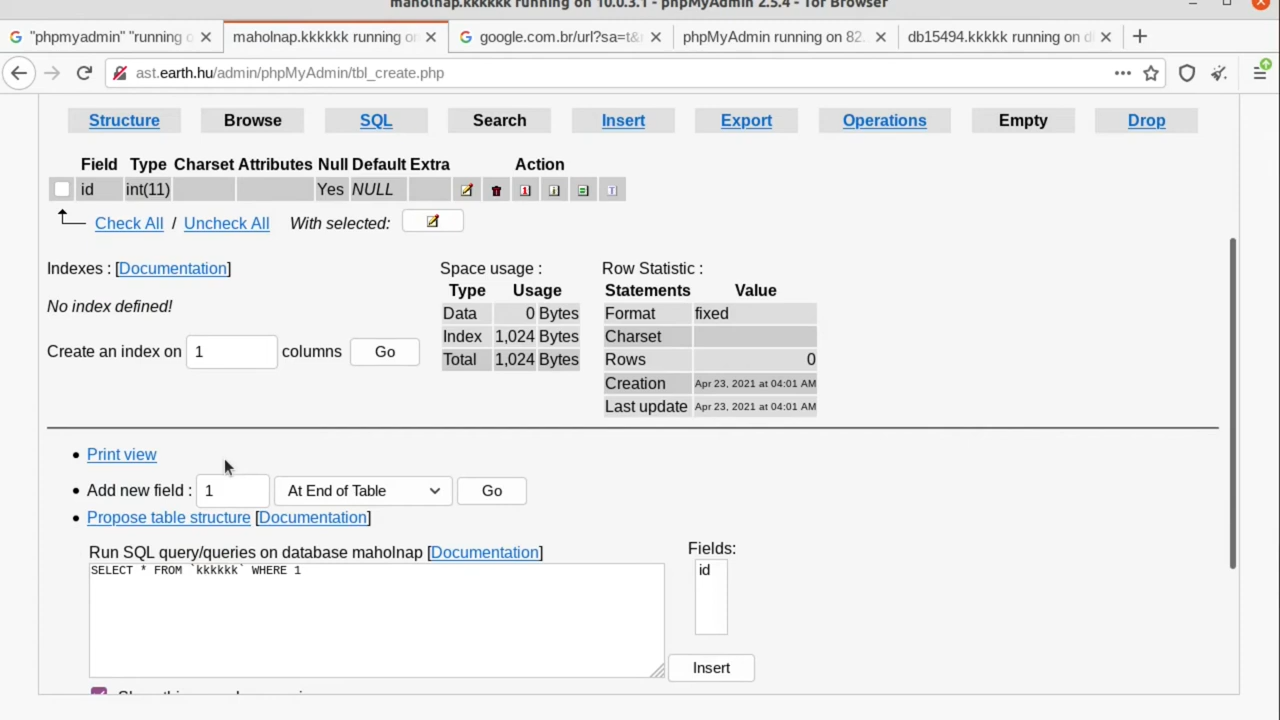 maholnap.kkkkkk running on 10.0.3.1 - phpMyAdmin 2.5.4 - Tor Browser
"phpmyadmin" "running o
maholnap.kkkkkk running on
google.com.br/url?sa=t&
phpMyAdmin running on 82.
db15494.kkkkk running on d
ast.earth.hu/admin/phpMyAdmin/tbl_create.php
Structure Browse SQL Search Insert Export Operations Empty Drop
Field Type Charset Attributes Null Default Extra Action
id int(11) Yes NULL
Check All / Uncheck All With selected:
Indexes : [Documentation]
No index defined!
Create an index on 1 columns Go
Space usage :
Type Usage
Data 0 Bytes
Index 1,024 Bytes
Total 1,024 Bytes
Row Statistic :
Statements Value
Format fixed
Charset
Rows 0
Creation Apr 23, 2021 at 04:01 AM
Last update Apr 23, 2021 at 04:01 AM
Print view
Add new field : 1 At End of Table Go
Propose table structure [Documentation]
Run SQL query/queries on database maholnap [Documentation]
SELECT * FROM `kkkkkk` WHERE 1
Fields:
id
Insert